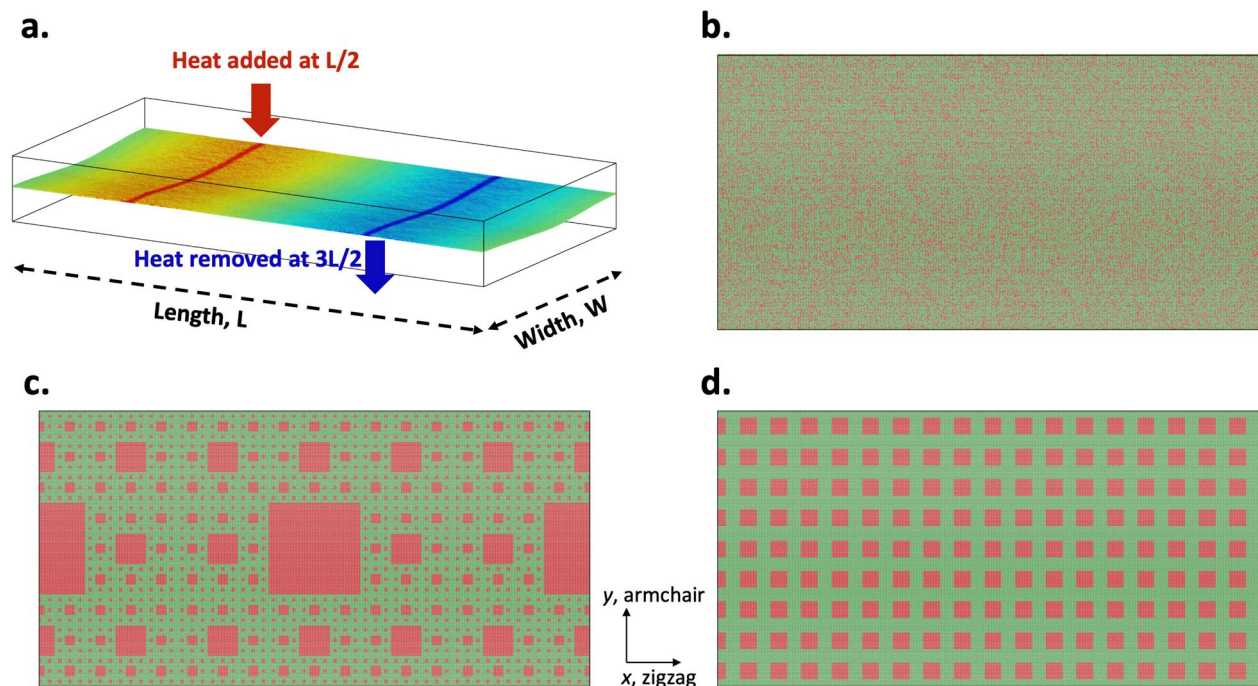 a.
Heat added at L/2
Heat removed at 3L/2
Length, L
Width, W
b.
c.
y, armchair
x, zigzag
d.